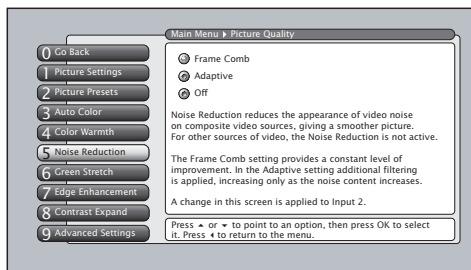 Main Menu ▶ Picture Quality
0 Go Back
1 Picture Settings
2 Picture Presets
3 Auto Color
4 Color Warmth
5 Noise Reduction
6 Green Stretch
7 Edge Enhancement
8 Contrast Expand
9 Advanced Settings
Frame Comb
Adaptive
Off
Noise Reduction reduces the appearance of video noise
on composite video sources, giving a smoother picture.
For other sources of video, the Noise Reduction is not active.
The Frame Comb setting provides a constant level of
improvement. In the Adaptive setting additional filtering
is applied, increasing only as the noise content increases.
A change in this screen is applied to Input 2.
Press ▲ or ▼ to point to an option, then press OK to select
it. Press ◀ to return to the menu.